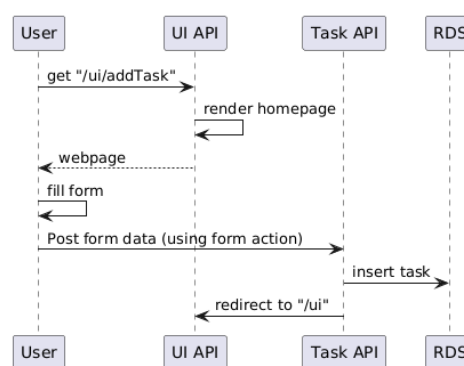 User UI API Task API RDS
get "/ui/addTask"
render homepage
webpage
fill form
Post form data (using form action)
insert task
redirect to "/ui"
User UI API Task API RDS